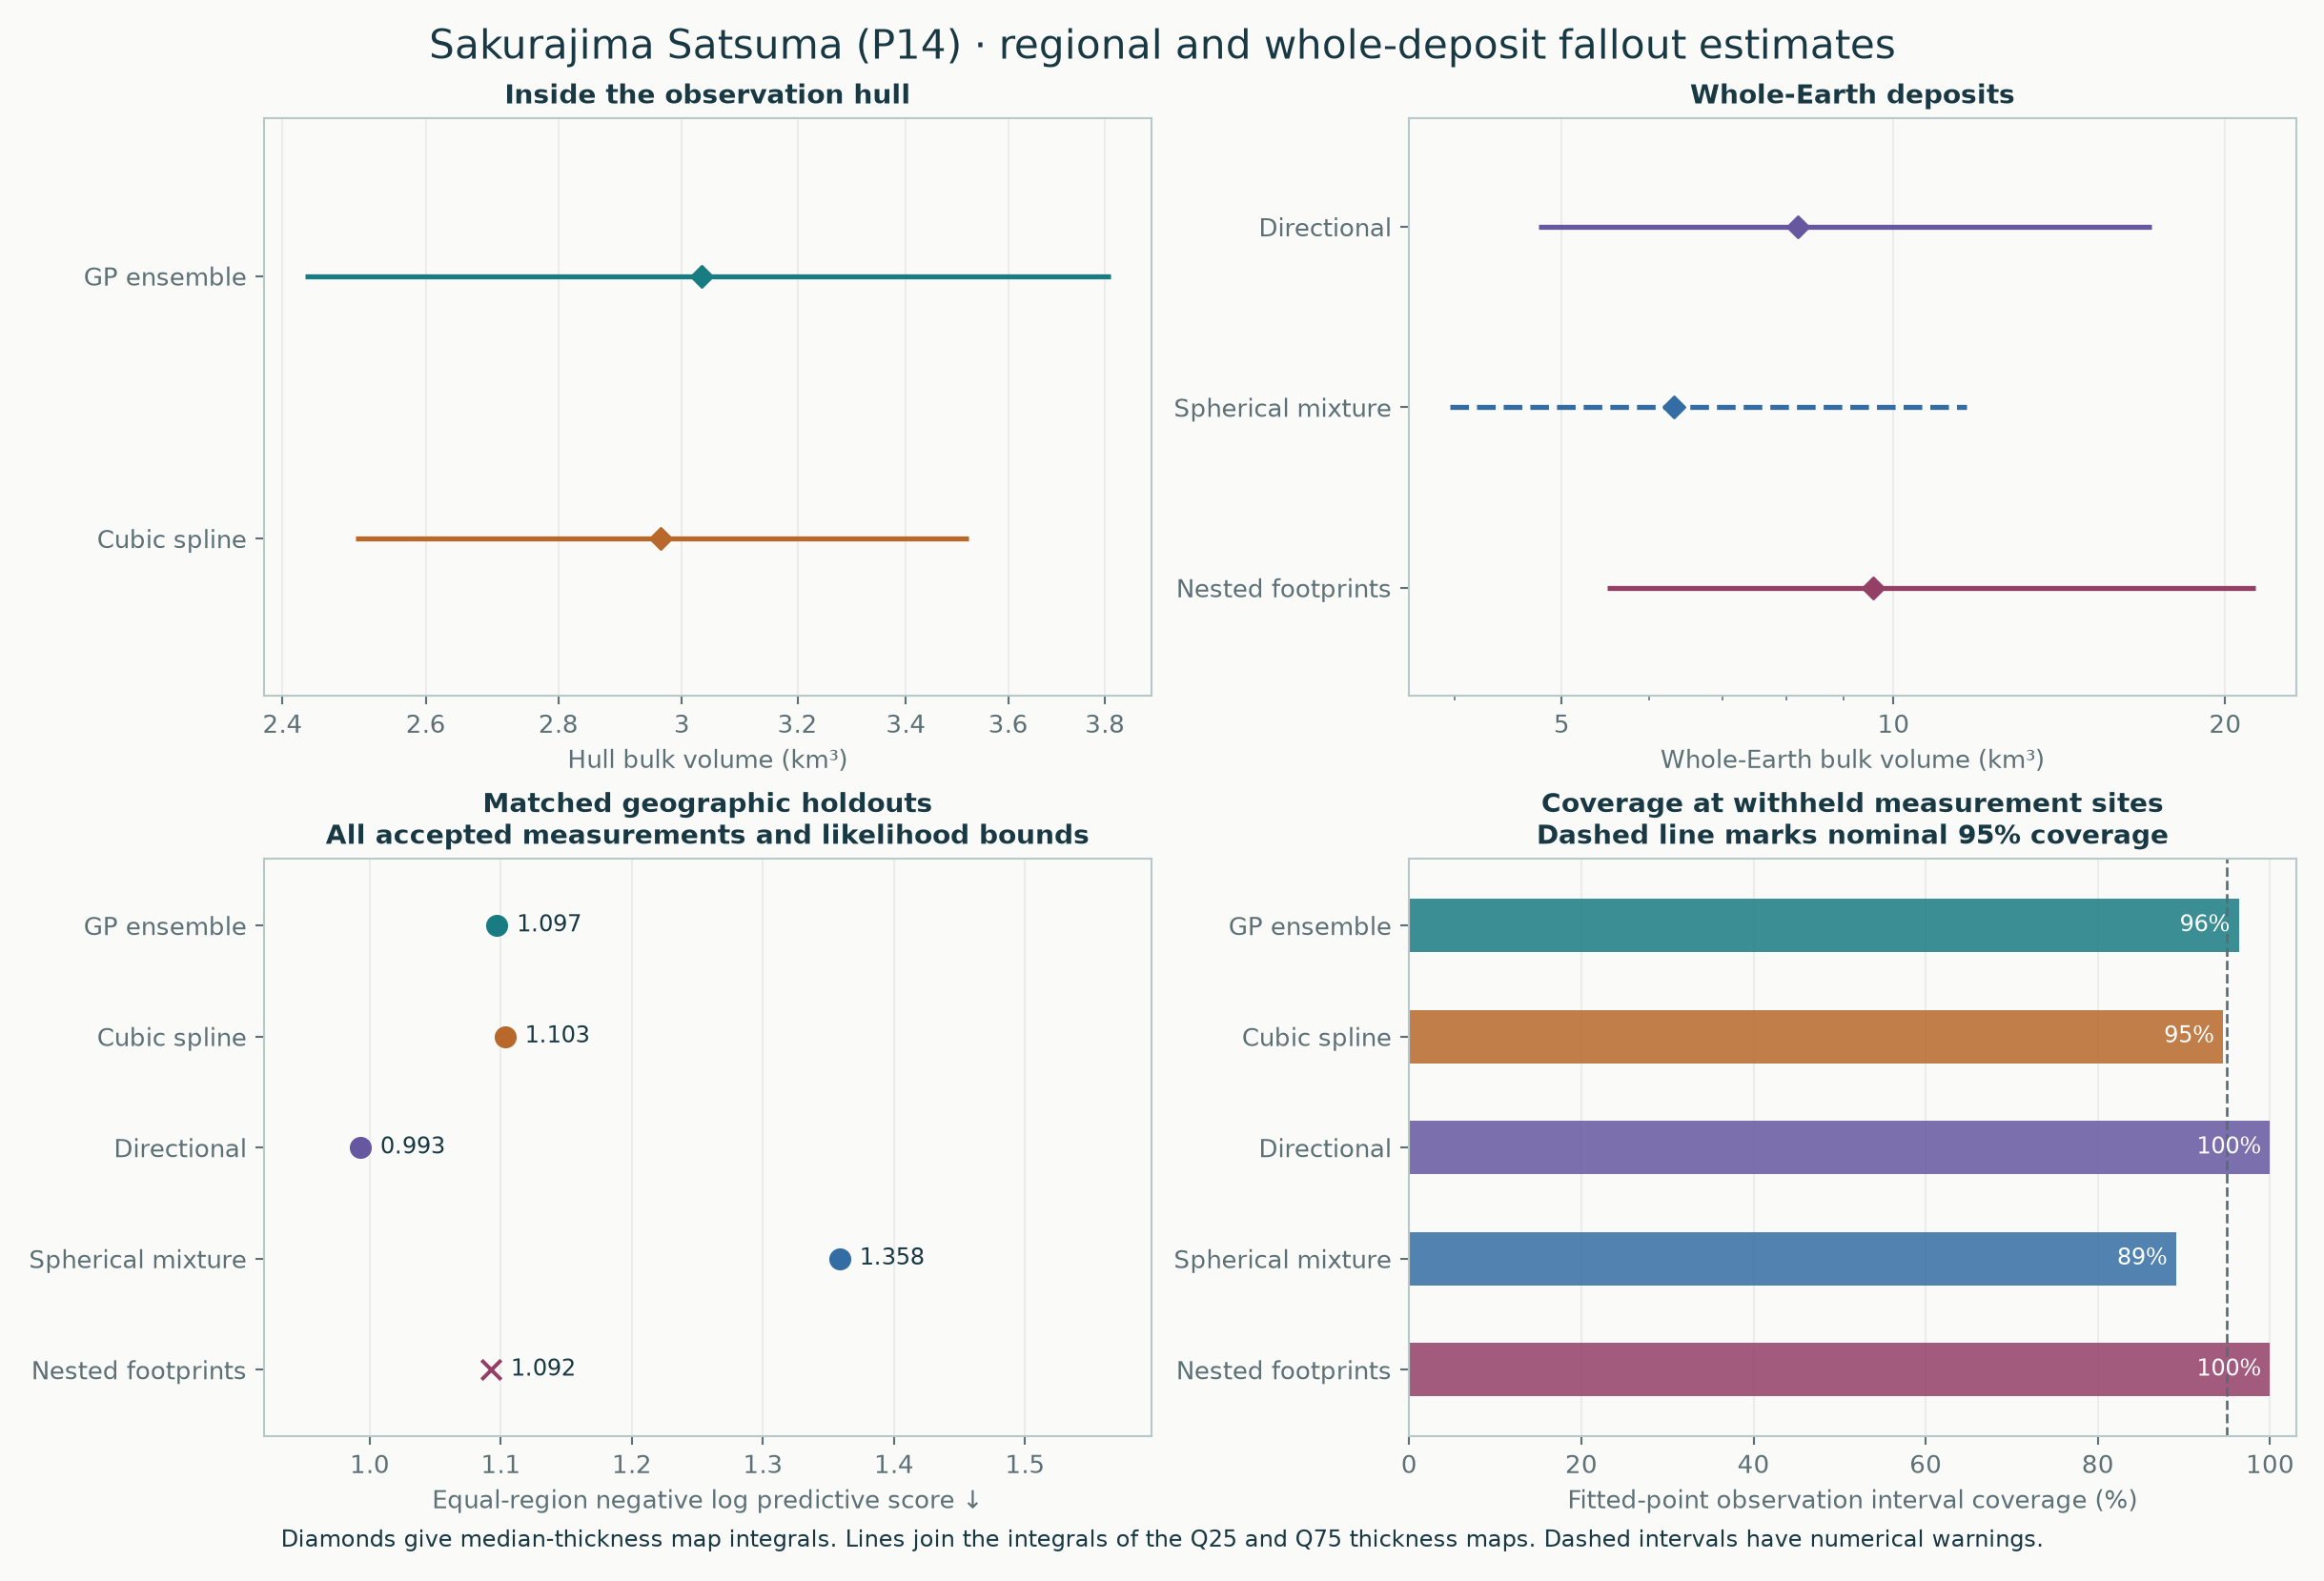 Sakurajima Satsuma (P14) · regional and whole-deposit fallout estimates
Inside the observation hull
GP ensemble
Cubic spline
2.4 2.6 2.8 3 3.2 3.4 3.6 3.8
Hull bulk volume (km³)
Whole-Earth deposits
Directional
Spherical mixture
Nested footprints
5 10 20
Whole-Earth bulk volume (km³)
Matched geographic holdouts
All accepted measurements and likelihood bounds
GP ensemble 1.097
Cubic spline 1.103
Directional 0.993
Spherical mixture 1.358
Nested footprints 1.092
1.0 1.1 1.2 1.3 1.4 1.5
Equal-region negative log predictive score ↓
Coverage at withheld measurement sites
Dashed line marks nominal 95% coverage
GP ensemble 96%
Cubic spline 95%
Directional 100%
Spherical mixture 89%
Nested footprints 100%
0 20 40 60 80 100
Fitted-point observation interval coverage (%)
Diamonds give median-thickness map integrals. Lines join the integrals of the Q25 and Q75 thickness maps. Dashed intervals have numerical warnings.